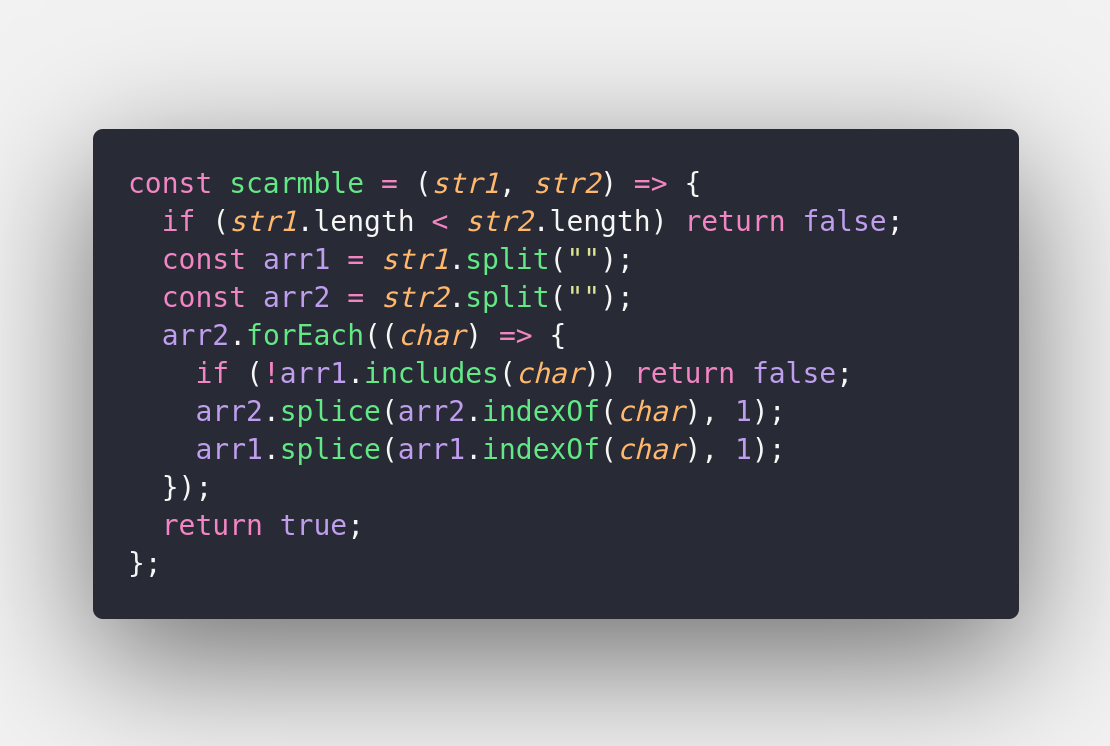 const scarmble = (str1, str2) => {
  if (str1.length < str2.length) return false;
  const arr1 = str1.split("");
  const arr2 = str2.split("");
  arr2.forEach((char) => {
    if (!arr1.includes(char)) return false;
    arr2.splice(arr2.indexOf(char), 1);
    arr1.splice(arr1.indexOf(char), 1);
  });
  return true;
};